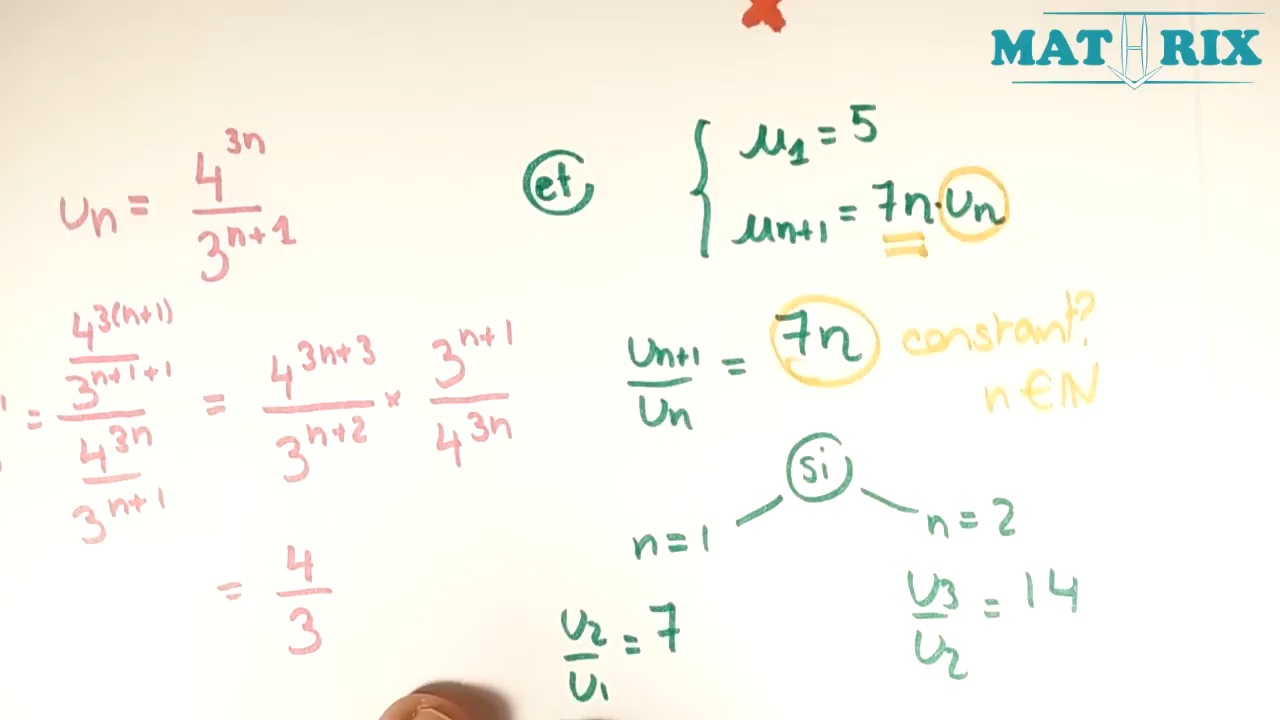 MATHRIX
uₙ = 4^{3n} / 3^{n+1}
et
{ u₁ = 5
uₙ₊₁ = 7n·uₙ
= (4^{3(n+1)} / 3^{n+1+1}) / (4^{3n} / 3^{n+1}) = 4^{3n+3} / 3^{n+2} × 3^{n+1} / 4^{3n}
= 4 / 3
uₙ₊₁ / uₙ = 7n constant?
n ∈ ℕ
si
n = 1
n = 2
u₂ / u₁ = 7
u₃ / u₂ = 14